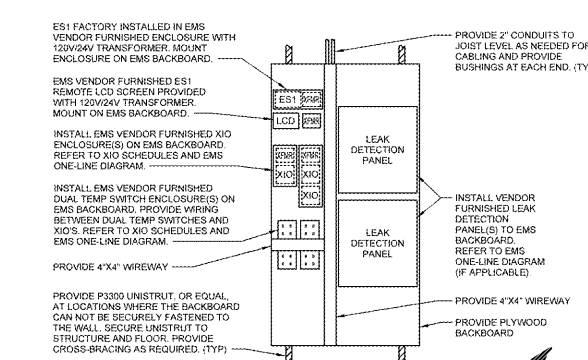 ES1 FACTORY INSTALLED IN EMS
VENDOR FURNISHED ENCLOSURE WITH
120V/24V TRANSFORMER. MOUNT
ENCLOSURE ON EMS BACKBOARD.
EMS VENDOR FURNISHED ES1
REMOTE LCD SCREEN PROVIDED
WITH 120V/24V TRANSFORMER.
MOUNT ON EMS BACKBOARD.
INSTALL EMS VENDOR FURNISHED XIO
ENCLOSURE(S) ON EMS BACKBOARD.
REFER TO XIO SCHEDULES AND EMS
ONE-LINE DIAGRAM.
INSTALL EMS VENDOR FURNISHED
DUAL TEMP SWITCH ENCLOSURE(S) ON
EMS BACKBOARD. PROVIDE WIRING
BETWEEN DUAL TEMP SWITCHES AND
XIO'S. REFER TO XIO SCHEDULES AND
EMS ONE-LINE DIAGRAM.
PROVIDE 4"X4" WIREWAY
PROVIDE P3300 UNISTRUT, OR EQUAL,
AT LOCATIONS WHERE THE BACKBOARD
CAN NOT BE SECURELY FASTENED TO
THE WALL. SECURE UNISTRUT TO
STRUCTURE AND FLOOR. PROVIDE
CROSS-BRACING AS REQUIRED. (TYP)
ES1 XFMR
LCD XFMR
XFMR XFMR
XIO XIO
XIO
LEAK
DETECTION
PANEL
LEAK
DETECTION
PANEL
PROVIDE 2" CONDUITS TO
JOIST LEVEL AS NEEDED FOR
CABLING AND PROVIDE
BUSHINGS AT EACH END. (TY
INSTALL VENDOR
FURNISHED LEAK
DETECTION
PANEL(S) TO EMS
BACKBOARD.
REFER TO EMS
ONE-LINE DIAGRAM
(IF APPLICABLE).
PROVIDE 4"X4" WIREWAY
PROVIDE PLYWOOD
BACKBOARD